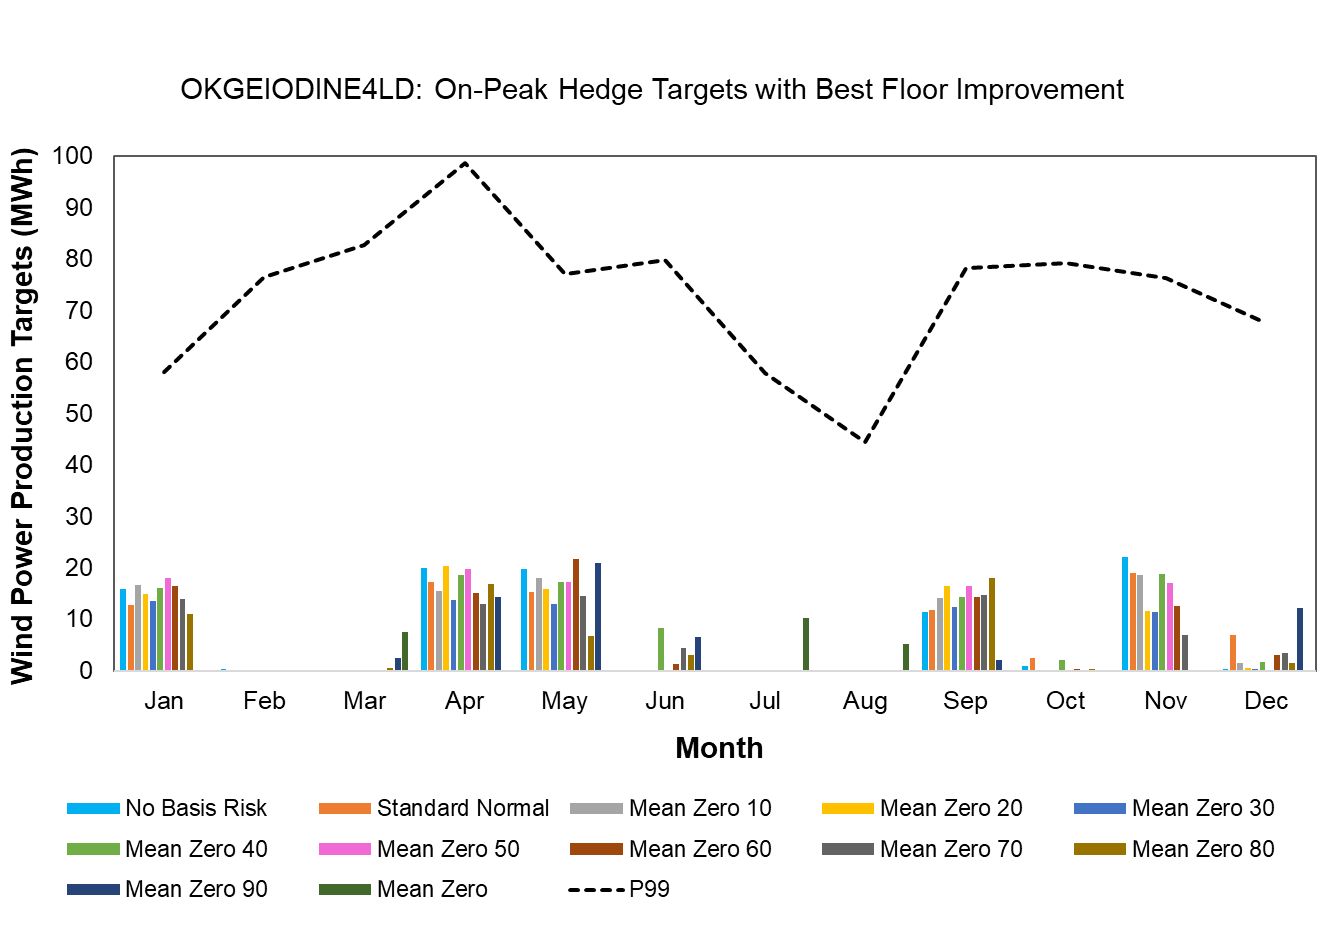 OKGEIODINE4LD: On-Peak Hedge Targets with Best Floor Improvement
Wind Power Production Targets (MWh)
100
90
80
70
60
50
40
30
20
10
0
Jan Feb Mar Apr May Jun Jul Aug Sep Oct Nov Dec
Month
No Basis Risk Standard Normal Mean Zero 10 Mean Zero 20 Mean Zero 30
Mean Zero 40 Mean Zero 50 Mean Zero 60 Mean Zero 70 Mean Zero 80
Mean Zero 90 Mean Zero P99